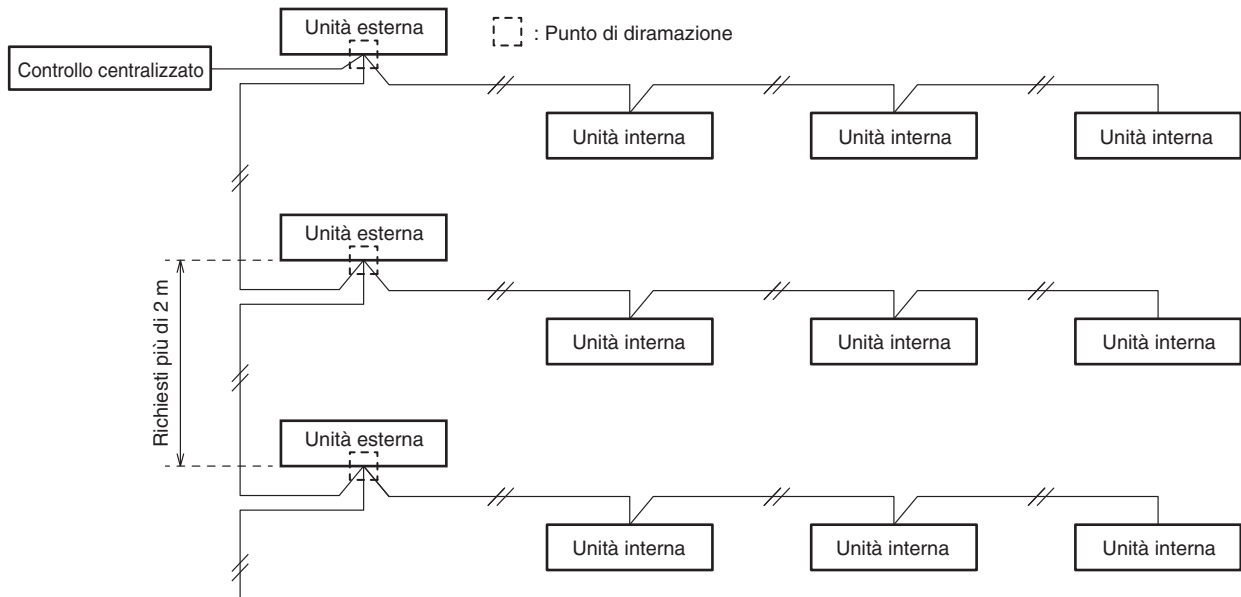 Unità esterna
: Punto di diramazione
Controllo centralizzato
Unità interna
Unità interna
Unità interna
Unità esterna
Richiesti più di 2 m
Unità interna
Unità interna
Unità interna
Unità esterna
Unità interna
Unità interna
Unità interna